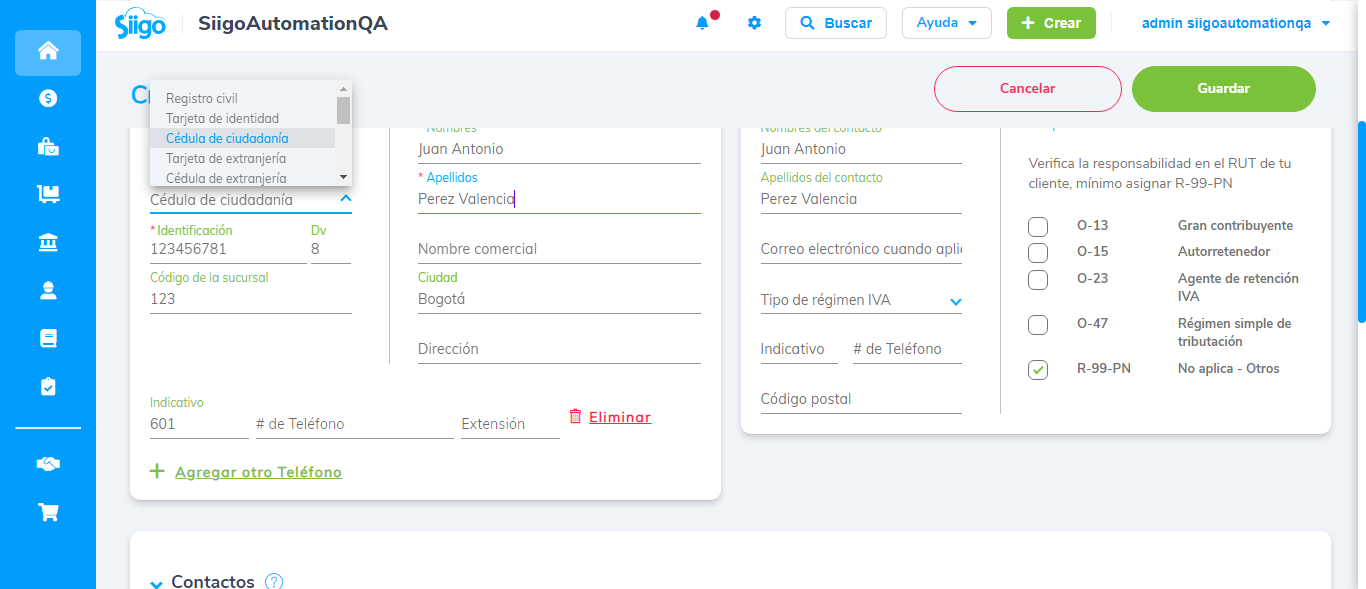 Siigo
SiigoAutomationQA
Buscar
Ayuda
Crear
admin siigoautomationqa
Cancelar
Guardar
Registro civil
Tarjeta de identidad
Cédula de ciudadanía
Tarjeta de extranjería
Cédula de extranjería
Cédula de ciudadanía
*Identificación
123456781
Dv
8
Código de la sucursal
123
Nombres
Juan Antonio
* Apellidos
Perez Valencia
Nombre comercial
Ciudad
Bogotá
Dirección
Indicativo
601
# de Teléfono
Extensión
Eliminar
Agregar otro Teléfono
Nombres del contacto
Juan Antonio
Apellidos del contacto
Perez Valencia
Correo electrónico cuando apli
Tipo de régimen IVA
Indicativo
# de Teléfono
Código postal
Verifica la responsabilidad en el RUT de tu
cliente, mínimo asignar R-99-PN
O-13 Gran contribuyente
O-15 Autorretenedor
O-23 Agente de retención
IVA
O-47 Régimen simple de
tributación
R-99-PN No aplica - Otros
Contactos ?